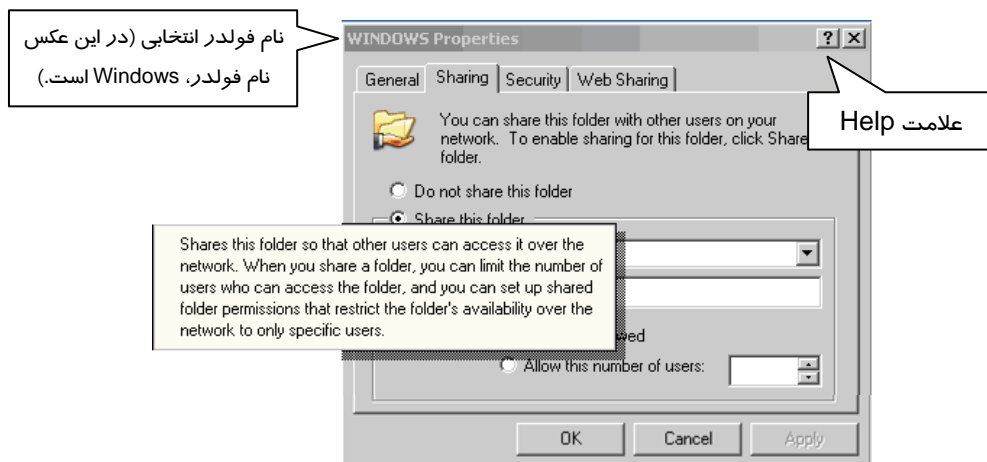 نام فولدر انتخابی (در این عکس
نام فولدر، Windows است.)
WINDOWS Properties
علامت Help
General Sharing Security Web Sharing
You can share this folder with other users on your
network. To enable sharing for this folder, click Share
folder.
Do not share this folder
Share this folder
Shares this folder so that other users can access it over the
network. When you share a folder, you can limit the number of
users who can access the folder, and you can set up shared
folder permissions that restrict the folder's availability over the
network to only specific users.
Allow this number of users:
OK Cancel Apply